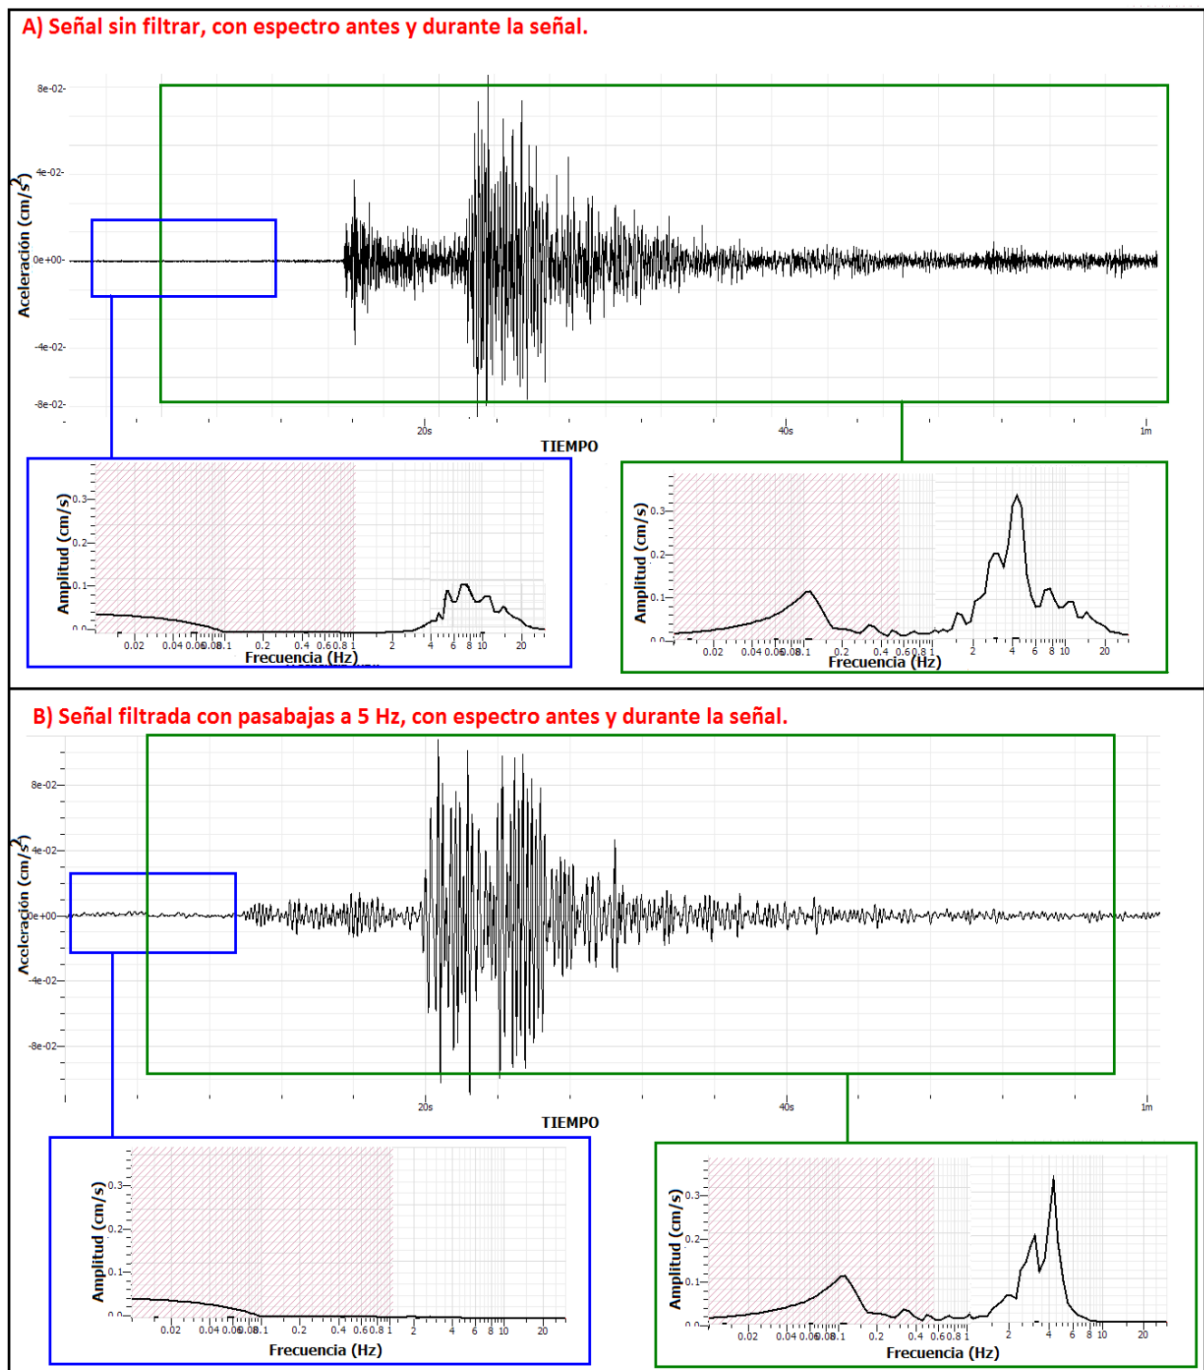 A) Señal sin filtrar, con espectro antes y durante la señal.
Aceleración (cm/s²)
8e-02-
4e-02-
0e+00-
-4e-02-
-8e-02-
20s 40s 1m
TIEMPO
Amplitud (cm/s)
0.3
0.2
0.1
0.0
0.02 0.04 0.06 0.08 0.1 0.2 0.4 0.6 0.8 1 2 4 6 8 10 20
Frecuencia (Hz)
Amplitud (cm/s)
0.3
0.2
0.1
0.0
0.02 0.04 0.06 0.08 0.1 0.2 0.4 0.6 0.8 1 2 4 6 8 10 20
Frecuencia (Hz)
B) Señal filtrada con pasabajas a 5 Hz, con espectro antes y durante la señal.
Aceleración (cm/s²)
8e-02
4e-02
0e+00
-4e-02
-8e-02
20s 40s 1m
TIEMPO
Amplitud (cm/s)
0.3
0.2
0.1
0.0
0.02 0.04 0.06 0.08 0.1 0.2 0.4 0.6 0.8 1 2 4 6 8 10 20
Frecuencia (Hz)
Amplitud (cm/s)
0.3
0.2
0.1
0.0
0.02 0.04 0.06 0.08 0.1 0.2 0.4 0.6 0.8 1 2 4 6 8 10 20
Frecuencia (Hz)